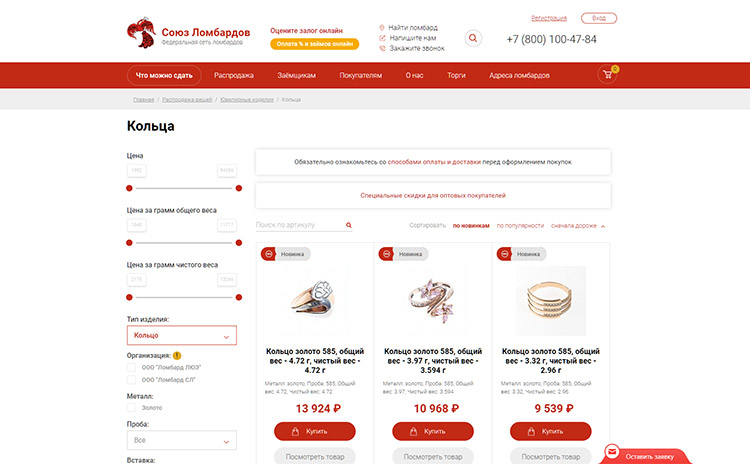 Регистрация
Вход
Союз Ломбардов
Федеральная сеть ломбардов
Оцените залог онлайн
Оплата % и займов онлайн
Найти ломбард
Напишите нам
Закажите звонок
+7 (800) 100-47-84
Что можно сдать
Распродажа
Заёмщикам
Покупателям
О нас
Торги
Адреса ломбардов
Главная / Распродажа вещей / Ювелирные изделия / Кольца
Кольца
Цена
Цена за грамм общего веса
Цена за грамм чистого веса
Тип изделия:
Кольцо
Организация:
ООО "Ломбард ЛЮЗ"
ООО "Ломбард СЛ"
Металл:
Золото
Проба:
Все
Вставка:
Обязательно ознакомьтесь со способами оплаты и доставки перед оформлением покупок
Специальные скидки для оптовых покупателей
Поиск по артикулу
Сортировать: по новинкам по популярности сначала дороже
Новинка
Кольцо золото 585, общий
вес - 4.72 г, чистый вес -
4.72 г
Металл: золото, Проба: 585, Общий
вес: 4.72, Чистый вес: 4.72
13 924 ₽
Купить
Посмотреть товар
Новинка
Кольцо золото 585, общий
вес - 3.97 г, чистый вес -
3.594 г
Металл: золото, Проба: 585, Общий
вес: 3.97, Чистый вес: 3.594
10 968 ₽
Купить
Посмотреть товар
Новинка
Кольцо золото 585, общий
вес - 3.32 г, чистый вес -
2.96 г
Металл: золото, Проба: 585, Общий
вес: 3.32, Чистый вес: 2.96
9 539 ₽
Купить
Посмотреть товар
Оставить заявку